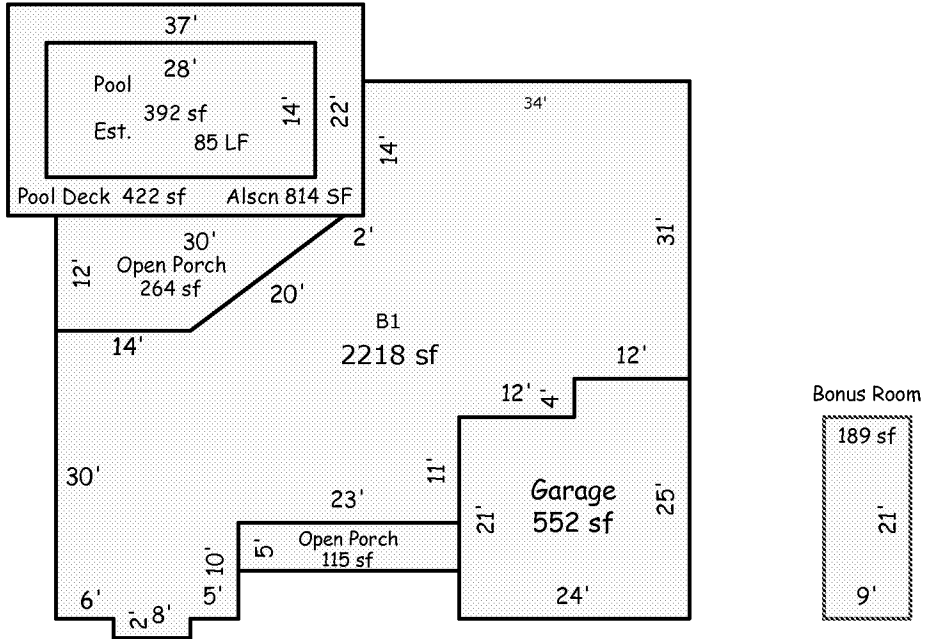 37'
28'
Pool
392 sf
Est.
85 LF
14'
22'
Pool Deck 422 sf
Alscn 814 SF
34'
14'
31'
30'
2'
12'
Open Porch
264 sf
20'
14'
B1
2218 sf
12'
12'
4'
Bonus Room
189 sf
21'
9'
30'
11'
23'
Garage
552 sf
21'
25'
24'
Open Porch
115 sf
5'
10'
6'
2'
8'
5'